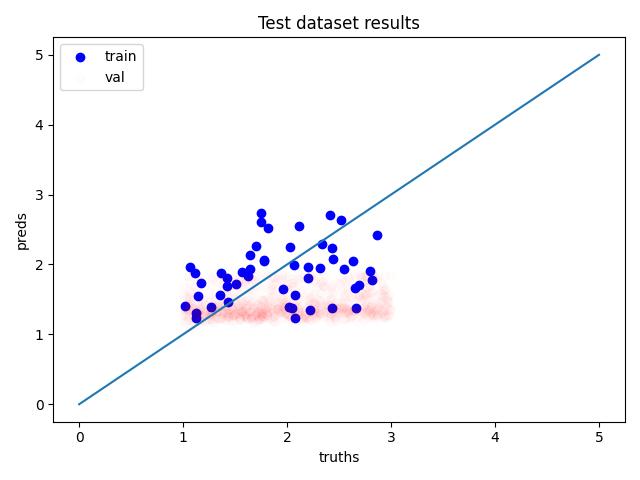 Test dataset results
train
val
preds
5
4
3
2
1
0
0 1 2 3 4 5
truths